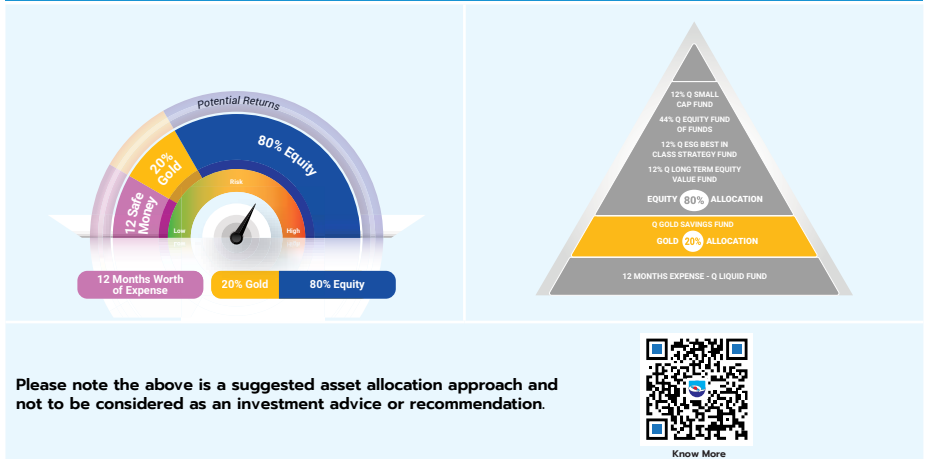 Potential Returns
80% Equity
20%
Gold
12 Safe
Money
Risk
Low
High
12 Months Worth
of Expense
20% Gold
80% Equity
12% Q SMALL
CAP FUND
44% Q EQUITY FUND
OF FUNDS
12% Q ESG BEST IN
CLASS STRATEGY FUND
12% Q LONG TERM EQUITY
VALUE FUND
EQUITY 80% ALLOCATION
Q GOLD SAVINGS FUND
GOLD 20% ALLOCATION
12 MONTHS EXPENSE - Q LIQUID FUND
Please note the above is a suggested asset allocation approach and
not to be considered as an investment advice or recommendation.
Know More